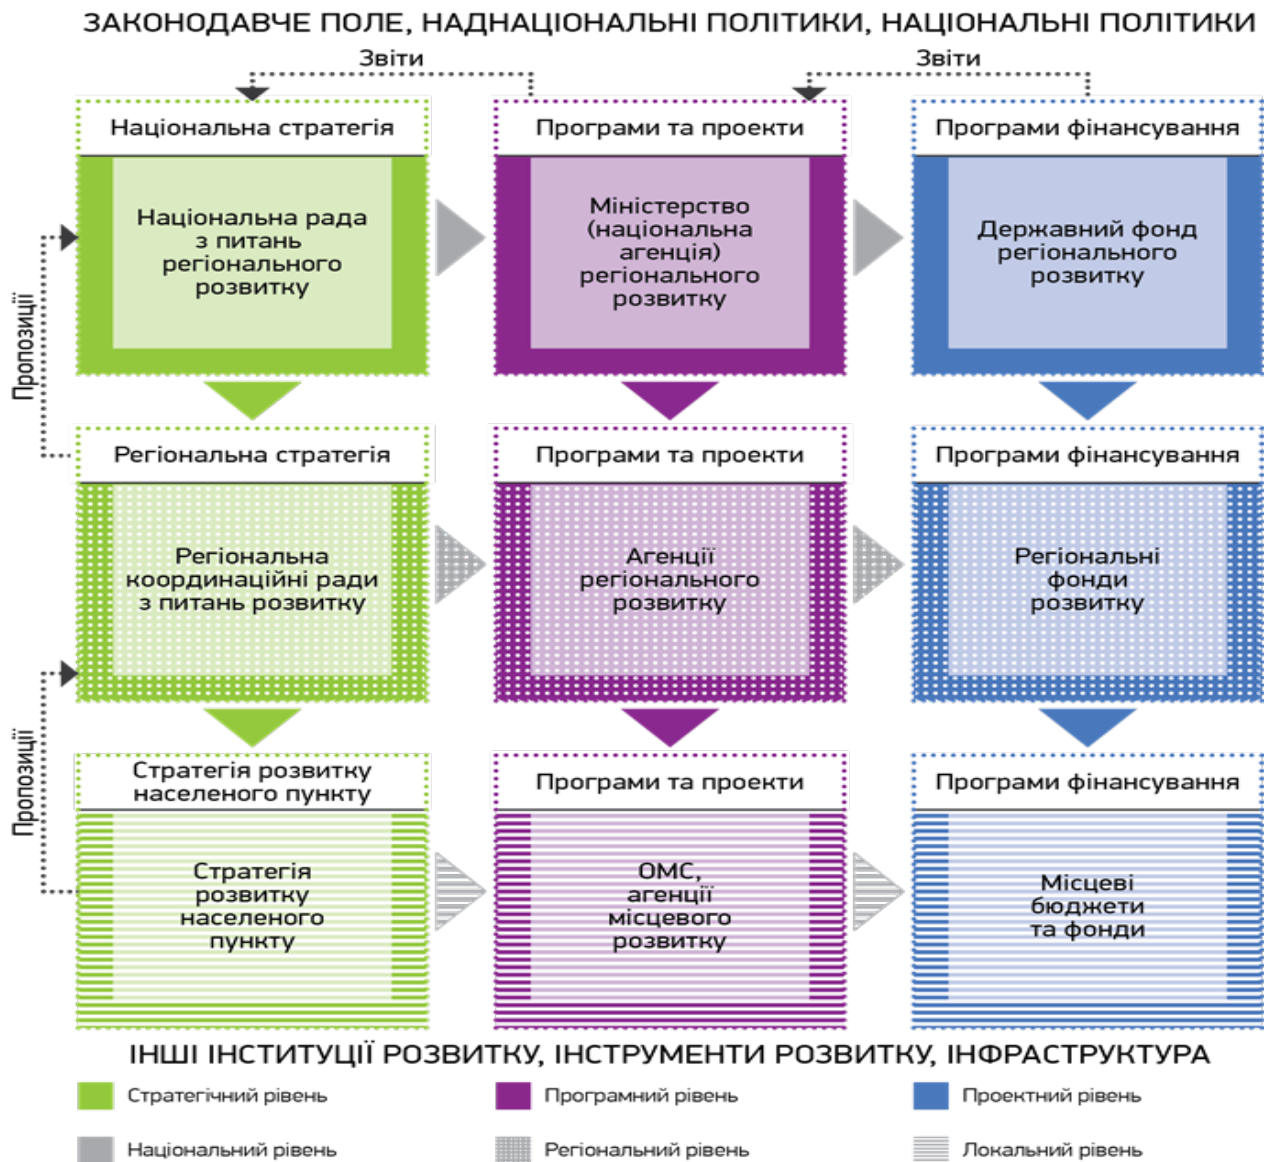 ЗАКОНОДАВЧЕ ПОЛЕ, НАДНАЦІОНАЛЬНІ ПОЛІТИКИ, НАЦІОНАЛЬНІ ПОЛІТИКИ
Звіти
Звіти
Національна стратегія
Програми та проекти
Програми фінансування
Національна рада
з питань
регіонального
розвитку
Міністерство
(національна
агенція)
регіонального
розвитку
Державний фонд
регіонального
розвитку
Пропозиції
Регіональна стратегія
Програми та проекти
Програми фінансування
Регіональна
координаційні ради
з питань розвитку
Агенції
регіонального
розвитку
Регіональні
фонди
розвитку
Пропозиції
Стратегія розвитку
населеного пункту
Програми та проекти
Програми фінансування
Стратегія
розвитку
населеного
пункту
ОМС,
агенції
місцевого
розвитку
Місцеві
бюджети
та фонди
ІНШІ ІНСТИТУЦІЇ РОЗВИТКУ, ІНСТРУМЕНТИ РОЗВИТКУ, ІНФРАСТРУКТУРА
Стратегічний рівень
Програмний рівень
Проектний рівень
Національний рівень
Регіональний рівень
Локальний рівень